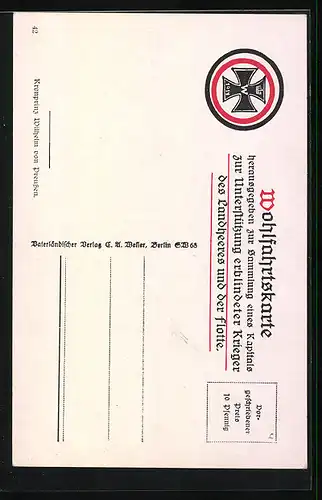 Wohlfahrtskarte
herausgegeben zur Sammlung eines Kapitals
zur Unterstützung erblindeter Krieger
des Landheeres und der Flotte.
W
1914
Vor-
geschriebener
Preis
10 Pfennig
Vaterländischer Verlag C. A. Weller, Berlin SW 68
42
Kronprinz Wilhelm von Preußen.